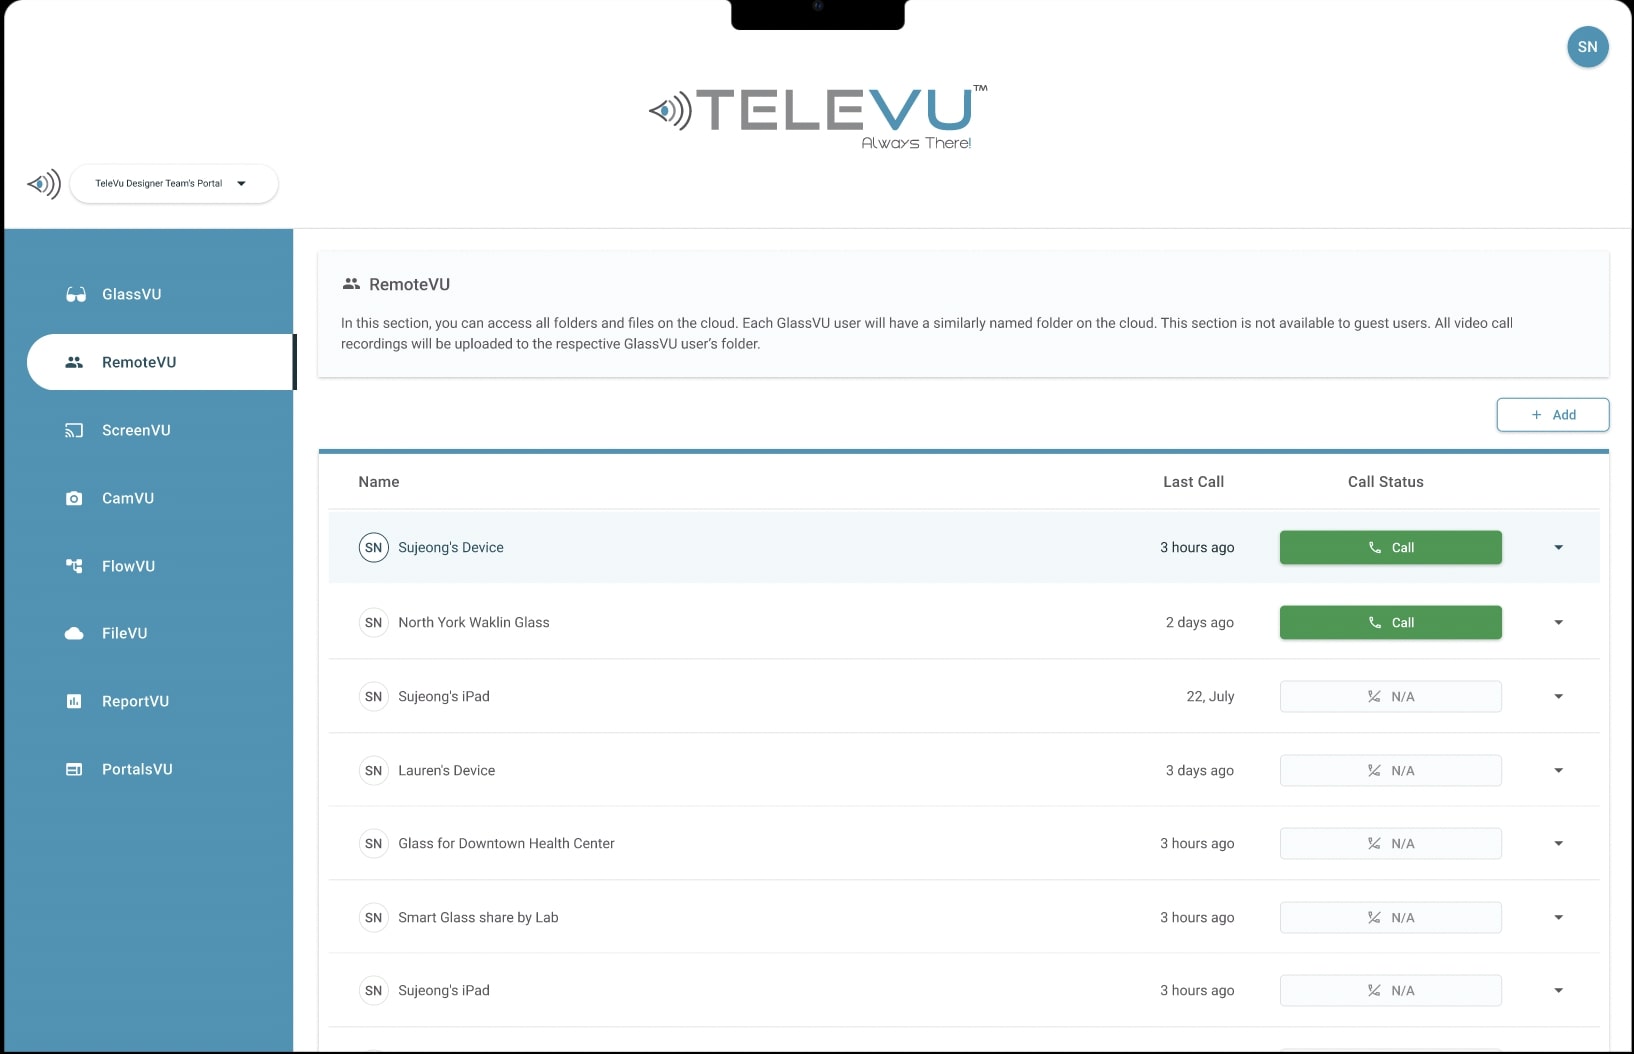 SN
TELEVU™
Always There!
TeleVu Designer Team's Portal
GlassVU
RemoteVU
ScreenVU
CamVU
FlowVU
FileVU
ReportVU
PortalsVU
RemoteVU
In this section, you can access all folders and files on the cloud. Each GlassVU user will have a similarly named folder on the cloud. This section is not available to guest users. All video call
recordings will be uploaded to the respective GlassVU user's folder.
+ Add
Name Last Call Call Status
SN Sujeong's Device 3 hours ago Call
SN North York Waklin Glass 2 days ago Call
SN Sujeong's iPad 22, July N/A
SN Lauren's Device 3 days ago N/A
SN Glass for Downtown Health Center 3 hours ago N/A
SN Smart Glass share by Lab 3 hours ago N/A
SN Sujeong's iPad 3 hours ago N/A